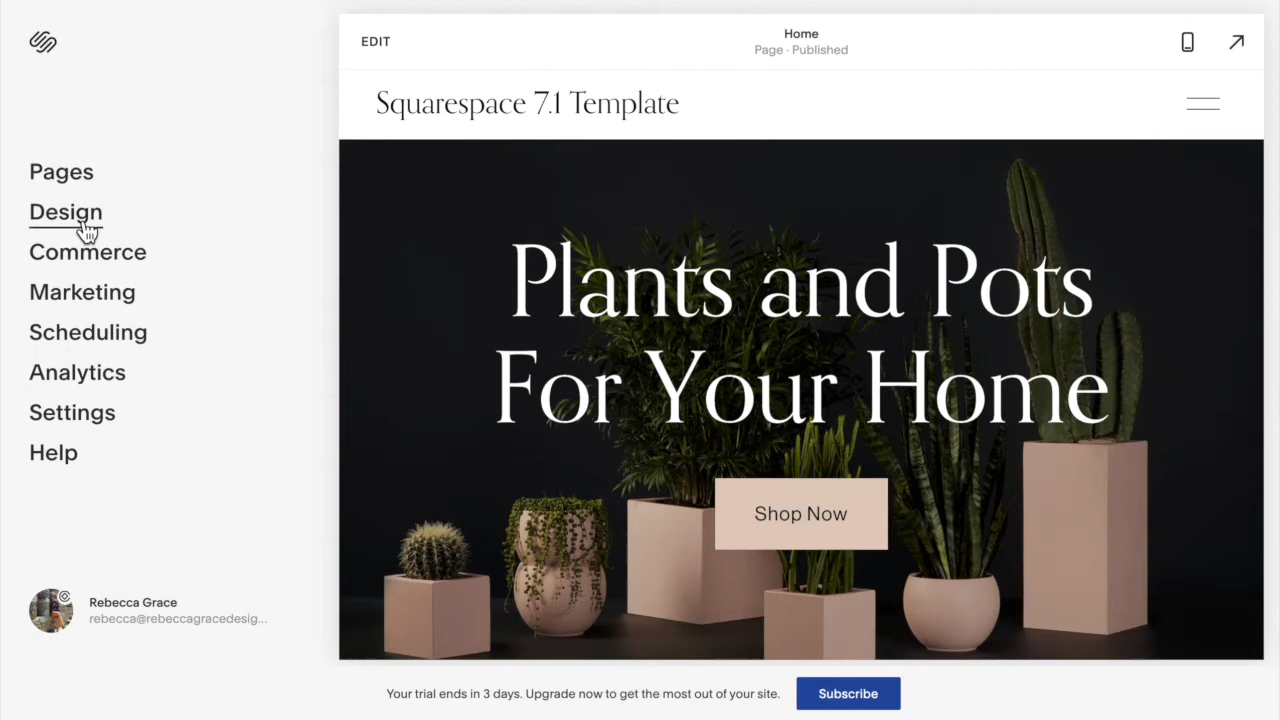 Pages
Design
Commerce
Marketing
Scheduling
Analytics
Settings
Help
Rebecca Grace
rebecca@rebeccagracedesig...
EDIT
Home
Page · Published
Squarespace 7.1 Template
Plants and Pots
For Your Home
Shop Now
Your trial ends in 3 days. Upgrade now to get the most out of your site.
Subscribe